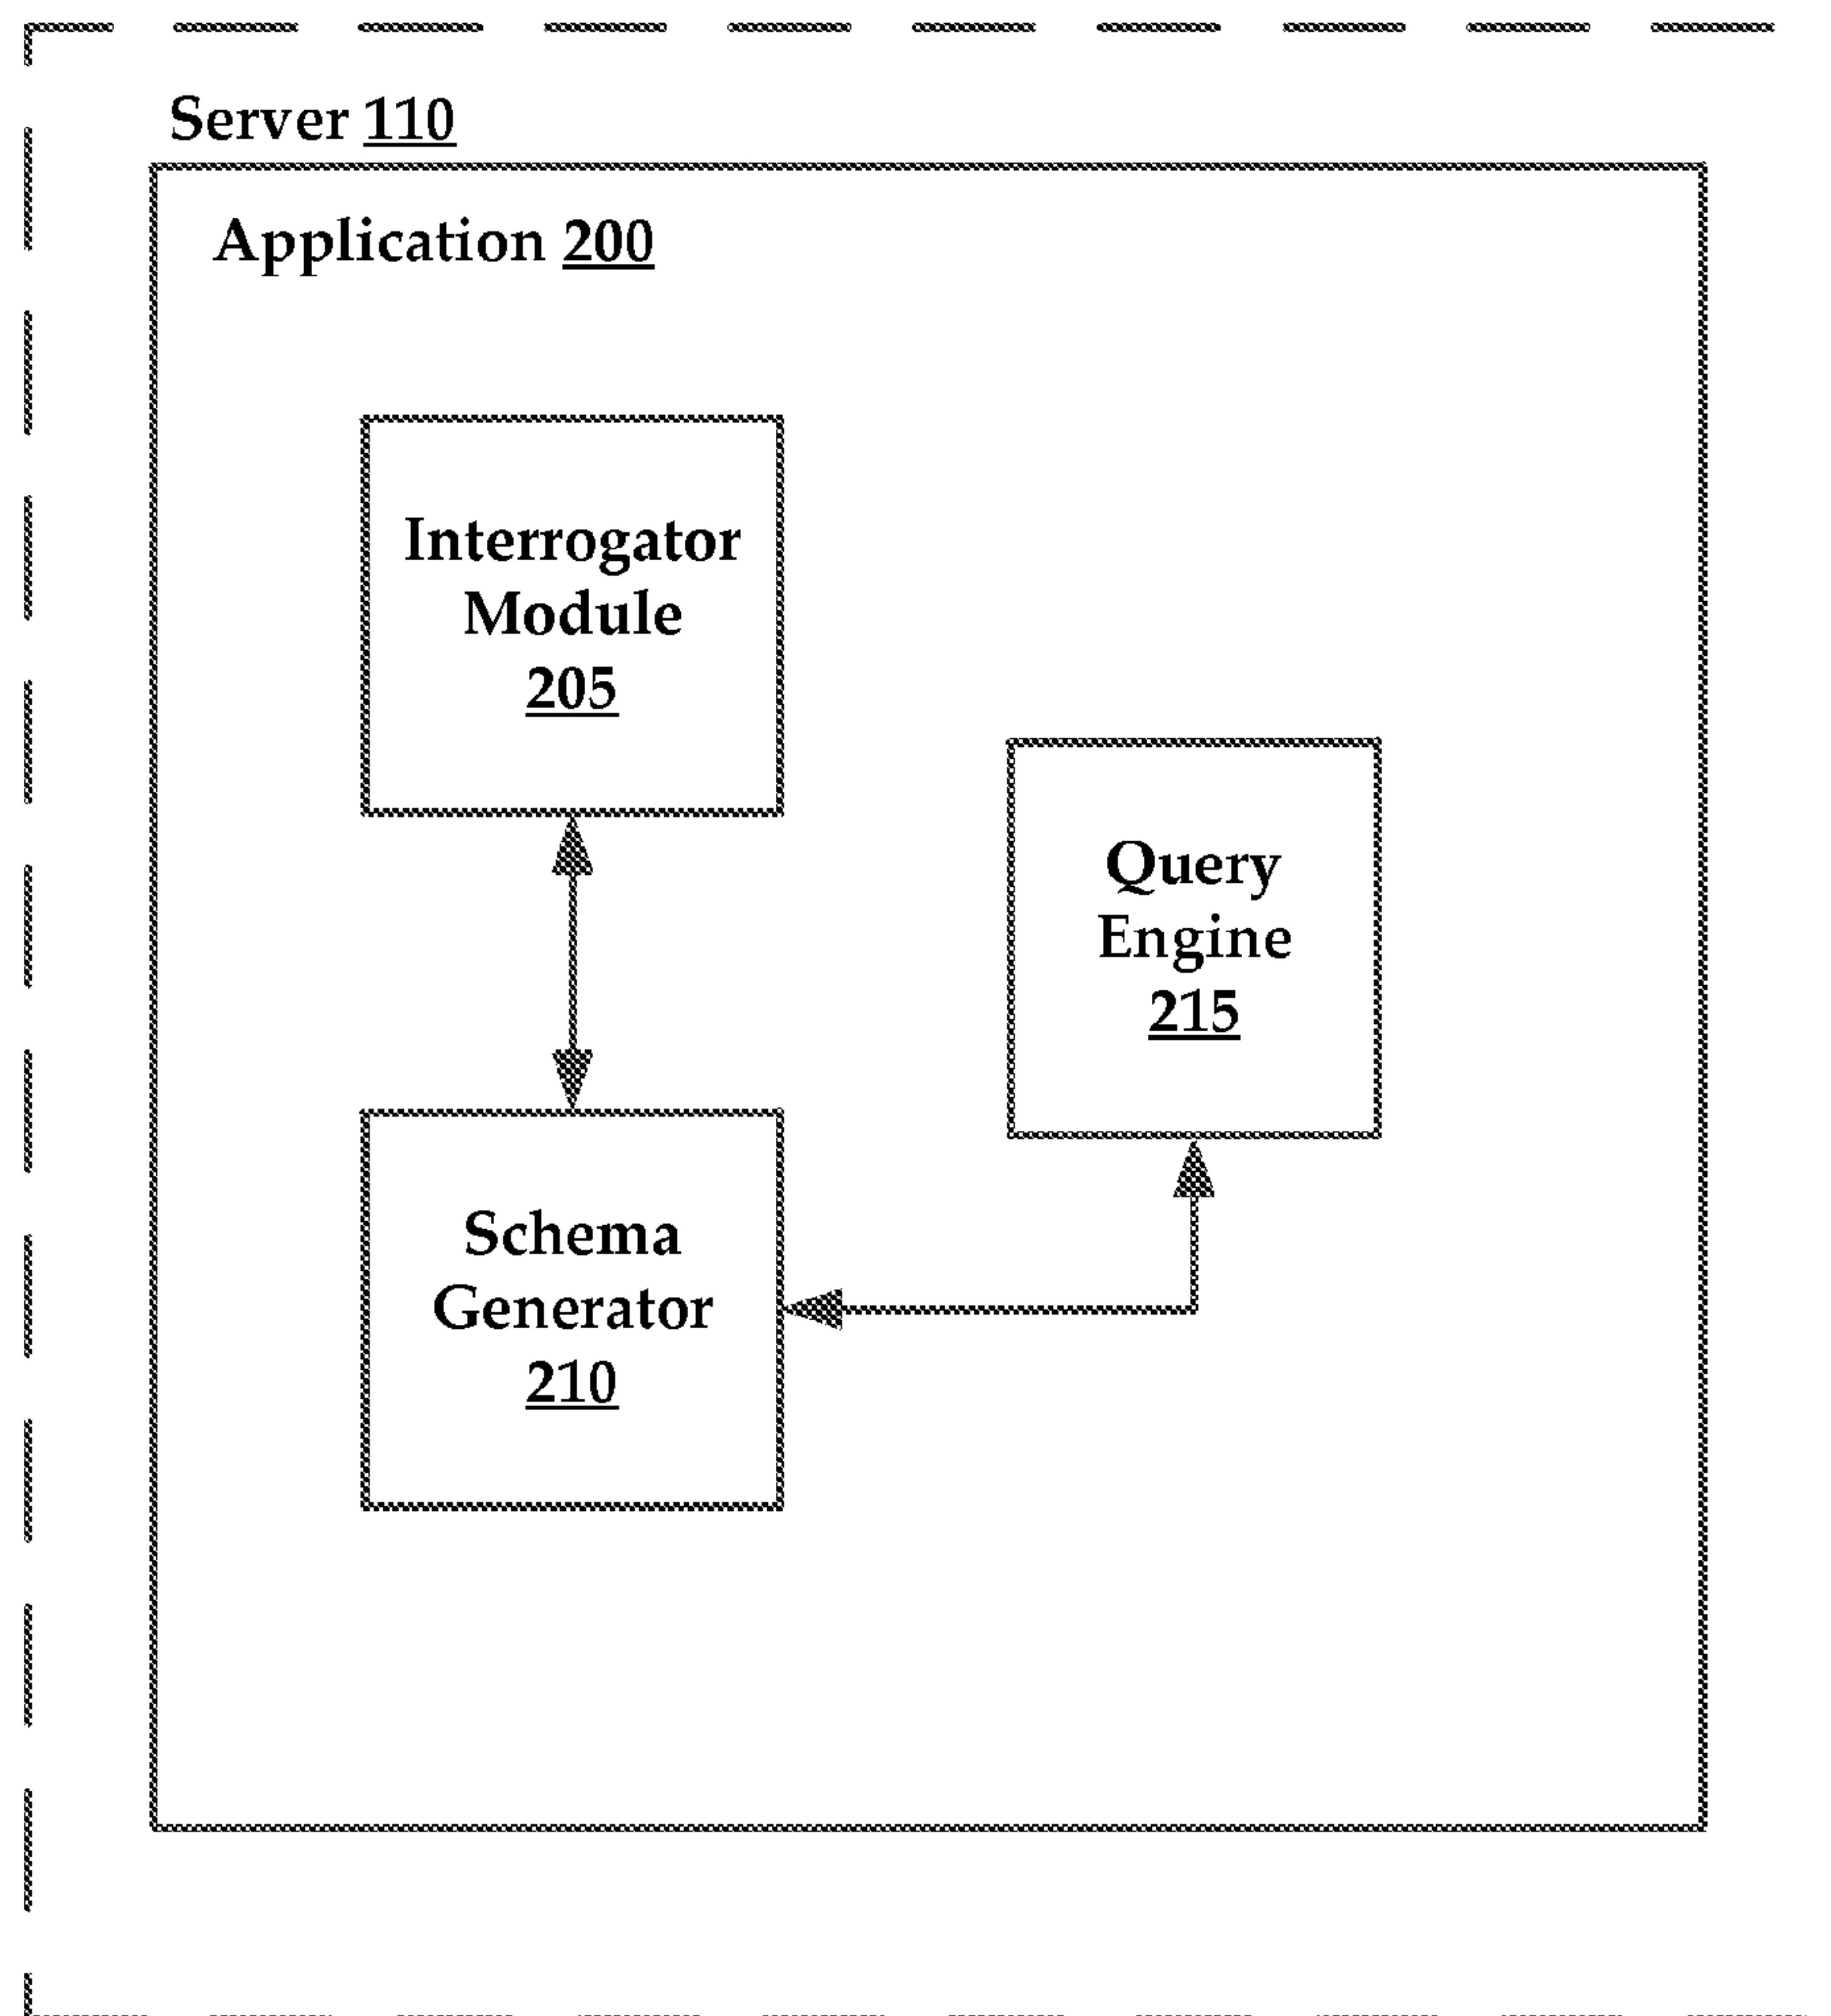 Server 110
Application 200
Interrogator
Module
205
Query
Engine
215
Schema
Generator
210